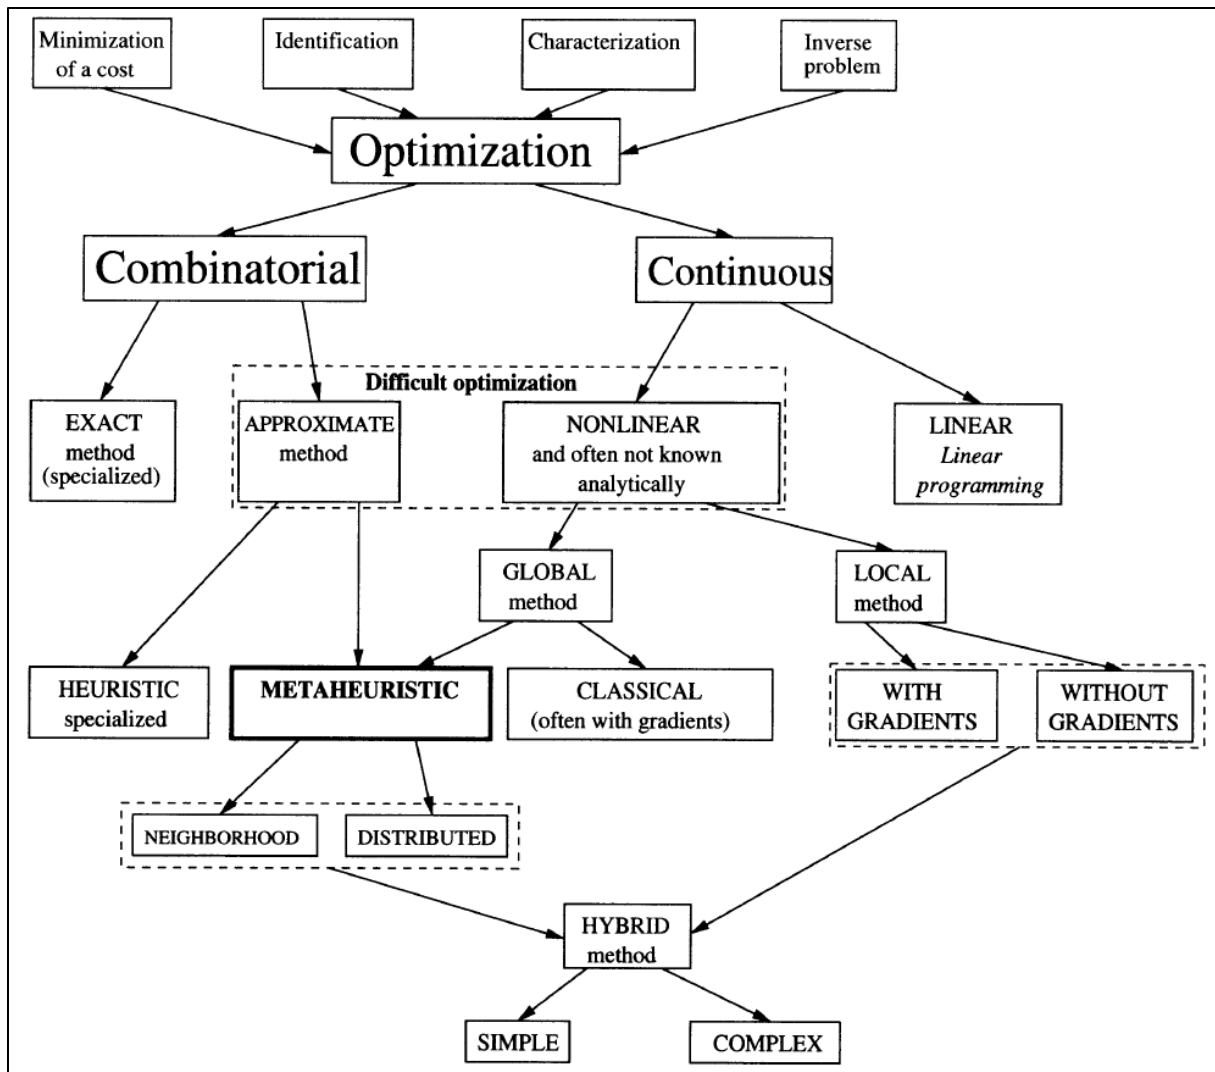 Minimization
of a cost
Identification
Characterization
Inverse
problem
Optimization
Combinatorial
Continuous
Difficult optimization
EXACT
method
(specialized)
APPROXIMATE
method
NONLINEAR
and often not known
analytically
LINEAR
Linear
programming
GLOBAL
method
LOCAL
method
HEURISTIC
specialized
METAHEURISTIC
CLASSICAL
(often with gradients)
WITH
GRADIENTS
WITHOUT
GRADIENTS
NEIGHBORHOOD
DISTRIBUTED
HYBRID
method
SIMPLE
COMPLEX